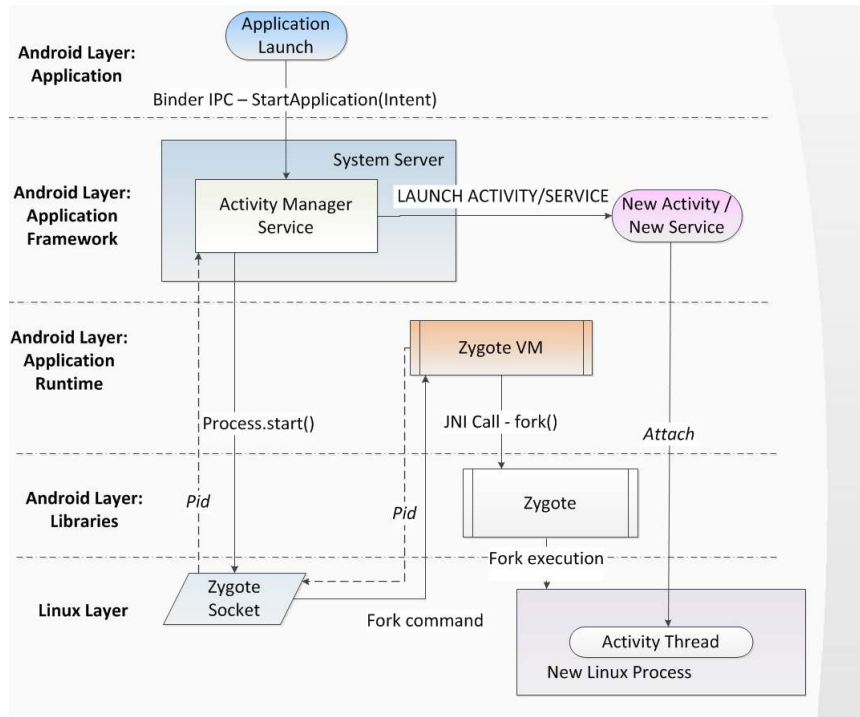 Application
Launch
Android Layer:
Application
Binder IPC – StartApplication(Intent)
System Server
Android Layer:
Application
Framework
Activity Manager
Service
LAUNCH ACTIVITY/SERVICE
New Activity /
New Service
Android Layer:
Application
Runtime
Zygote VM
Process.start()
JNI Call - fork()
Attach
Android Layer:
Libraries
Pid
Pid
Zygote
Fork execution
Linux Layer
Zygote
Socket
Fork command
Activity Thread
New Linux Process